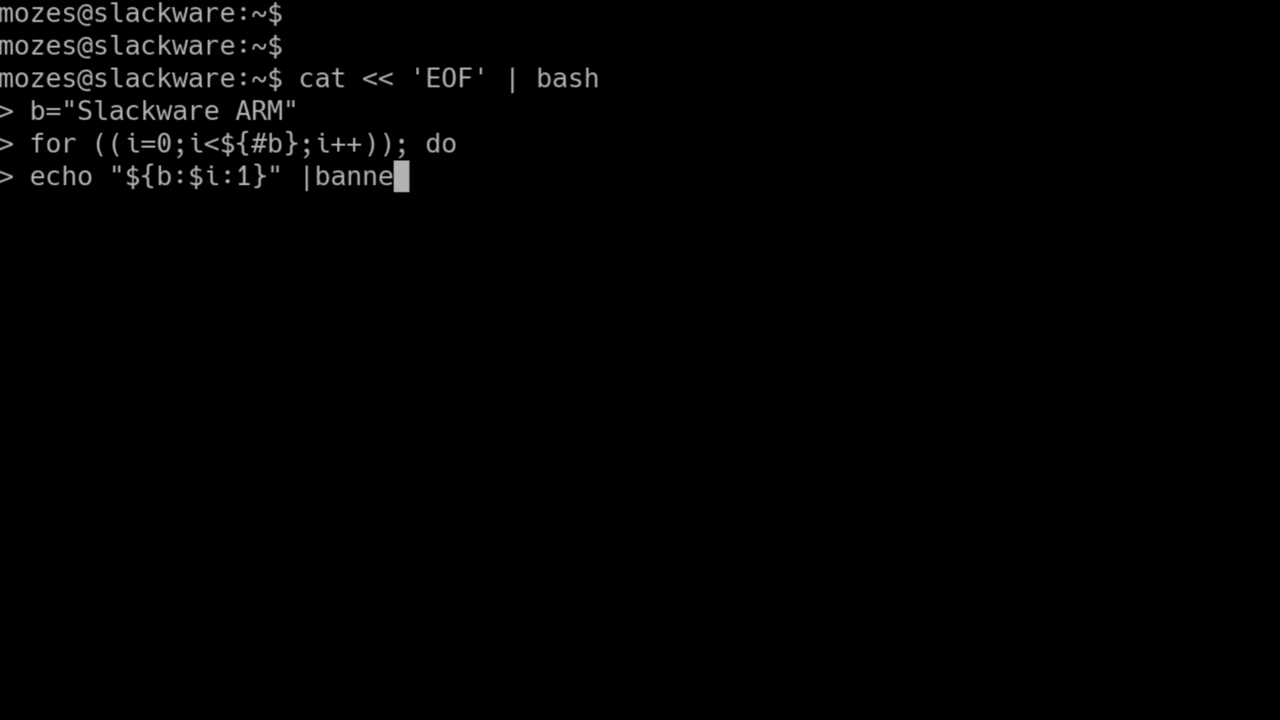 mozes@slackware:~$
mozes@slackware:~$
mozes@slackware:~$ cat << 'EOF' | bash
> b="Slackware ARM"
> for ((i=0;i<${#b};i++)); do
> echo "${b:$i:1}" |banne